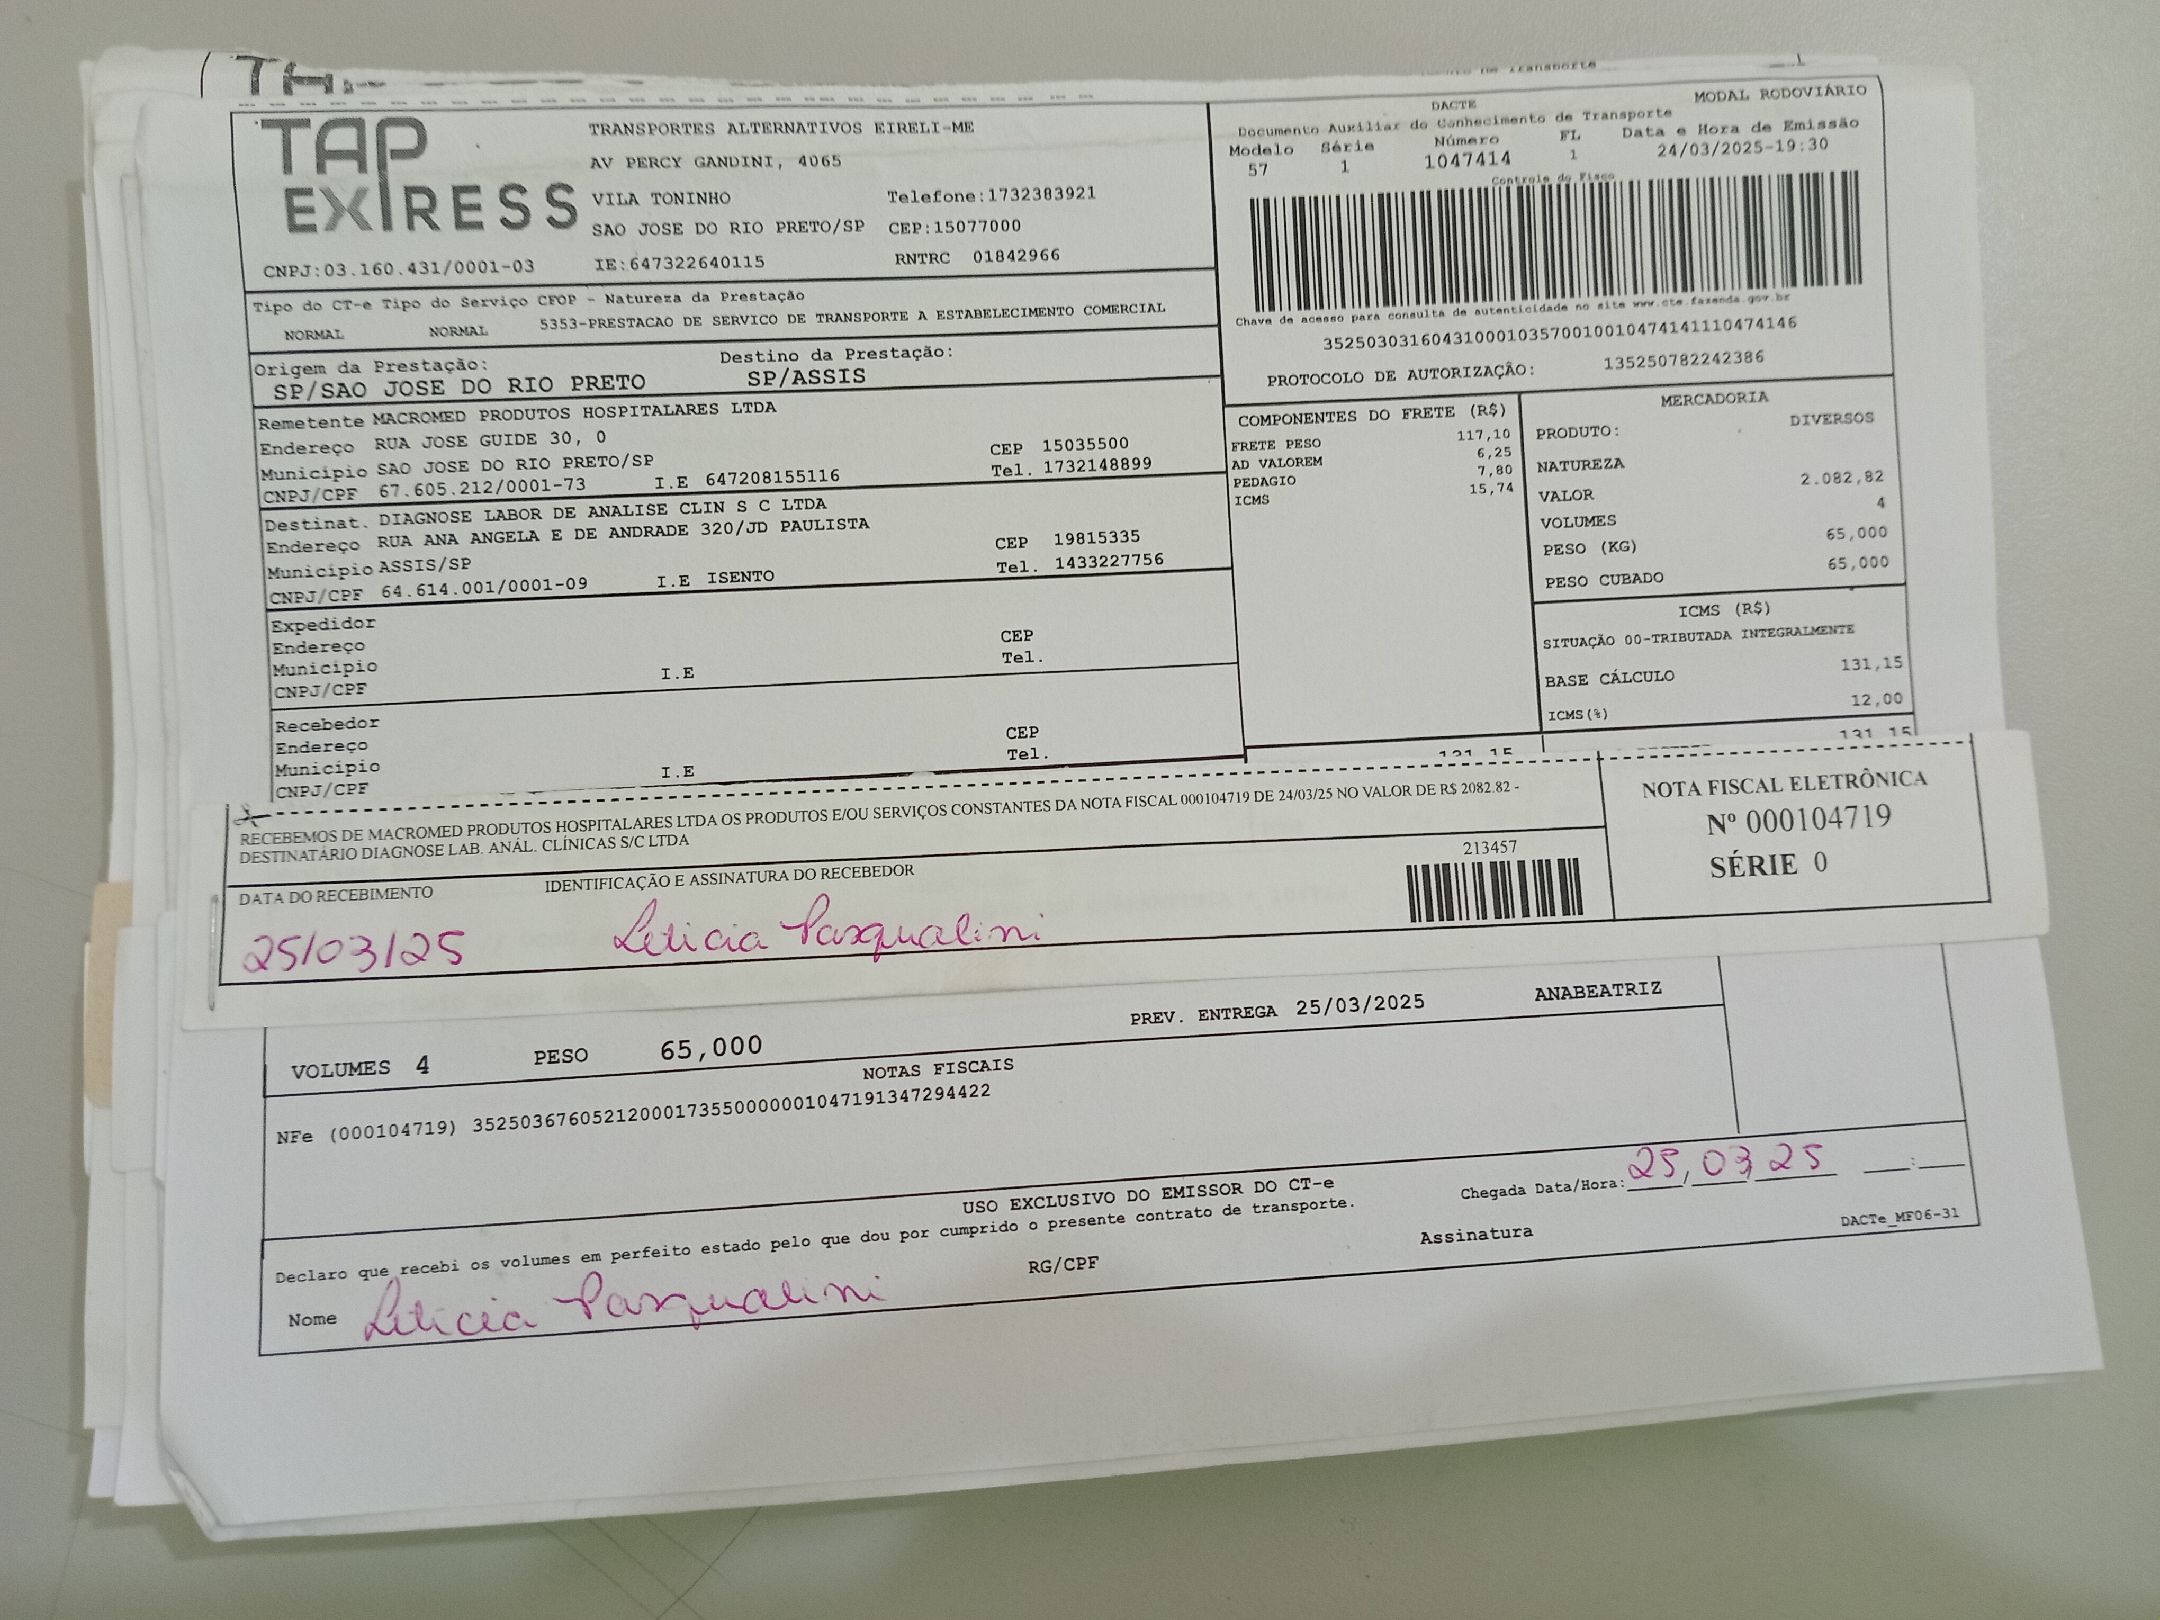 TAP EXPRESS
TRANSPORTES ALTERNATIVOS EIRELI-ME
AV PERCY GANDINI, 4065
VILA TONINHO Telefone:1732383921
SAO JOSE DO RIO PRETO/SP CEP:15077000
CNPJ:03.160.431/0001-03 IE:647322640115 RNTRC 01842966
DACTE MODAL RODOVIÁRIO
Documento Auxiliar do Conhecimento de Transporte
Modelo Série Número FL Data e Hora de Emissão
57 1 1047414 1 24/03/2025-19:30
Controle do Fisco
Chave de acesso para consulta de autenticidade no site www.cte.fazenda.gov.br
35250303160431000103570010010474141110474146
PROTOCOLO DE AUTORIZAÇÃO: 135250782242386
Tipo do CT-e Tipo do Serviço CFOP - Natureza da Prestação
NORMAL NORMAL 5353-PRESTACAO DE SERVICO DE TRANSPORTE A ESTABELECIMENTO COMERCIAL
Origem da Prestação: Destino da Prestação:
SP/SAO JOSE DO RIO PRETO SP/ASSIS
Remetente MACROMED PRODUTOS HOSPITALARES LTDA
Endereço RUA JOSE GUIDE 30, 0 CEP 15035500
Município SAO JOSE DO RIO PRETO/SP Tel. 1732148899
CNPJ/CPF 67.605.212/0001-73 I.E 647208155116
Destinat. DIAGNOSE LABOR DE ANALISE CLIN S C LTDA
Endereço RUA ANA ANGELA E DE ANDRADE 320/JD PAULISTA
Município ASSIS/SP CEP 19815335
CNPJ/CPF 64.614.001/0001-09 I.E ISENTO Tel. 1433227756
Expedidor
Endereço CEP
Município I.E Tel.
CNPJ/CPF
Recebedor
Endereço CEP
Município I.E Tel.
CNPJ/CPF
COMPONENTES DO FRETE (R$)
FRETE PESO 117,10
AD VALOREM 6,25
PEDAGIO 7,80
ICMS 15,74
MERCADORIA
PRODUTO: DIVERSOS
NATUREZA
VALOR 2.082,82
VOLUMES 4
PESO (KG) 65,000
PESO CUBADO 65,000
ICMS (R$)
SITUAÇÃO 00-TRIBUTADA INTEGRALMENTE
BASE CÁLCULO 131,15
ICMS(%) 12,00
131,15 131,15
RECEBEMOS DE MACROMED PRODUTOS HOSPITALARES LTDA OS PRODUTOS E/OU SERVIÇOS CONSTANTES DA NOTA FISCAL 000104719 DE 24/03/25 NO VALOR DE R$ 2082.82 -
DESTINATÁRIO DIAGNOSE LAB. ANÁL. CLÍNICAS S/C LTDA
DATA DO RECEBIMENTO IDENTIFICAÇÃO E ASSINATURA DO RECEBEDOR 213457
25/03/25 Leticia Pasqualini
NOTA FISCAL ELETRÔNICA
Nº 000104719
SÉRIE 0
VOLUMES 4 PESO 65,000 PREV. ENTREGA 25/03/2025 ANABEATRIZ
NOTAS FISCAIS
NFe (000104719) 35250367605212000173550000001047191347294422
USO EXCLUSIVO DO EMISSOR DO CT-e
Declaro que recebi os volumes em perfeito estado pelo que dou por cumprido o presente contrato de transporte.
Chegada Data/Hora: 25/03/25 __:__
Nome Leticia Pasqualini RG/CPF Assinatura
DACTe_MF06-31